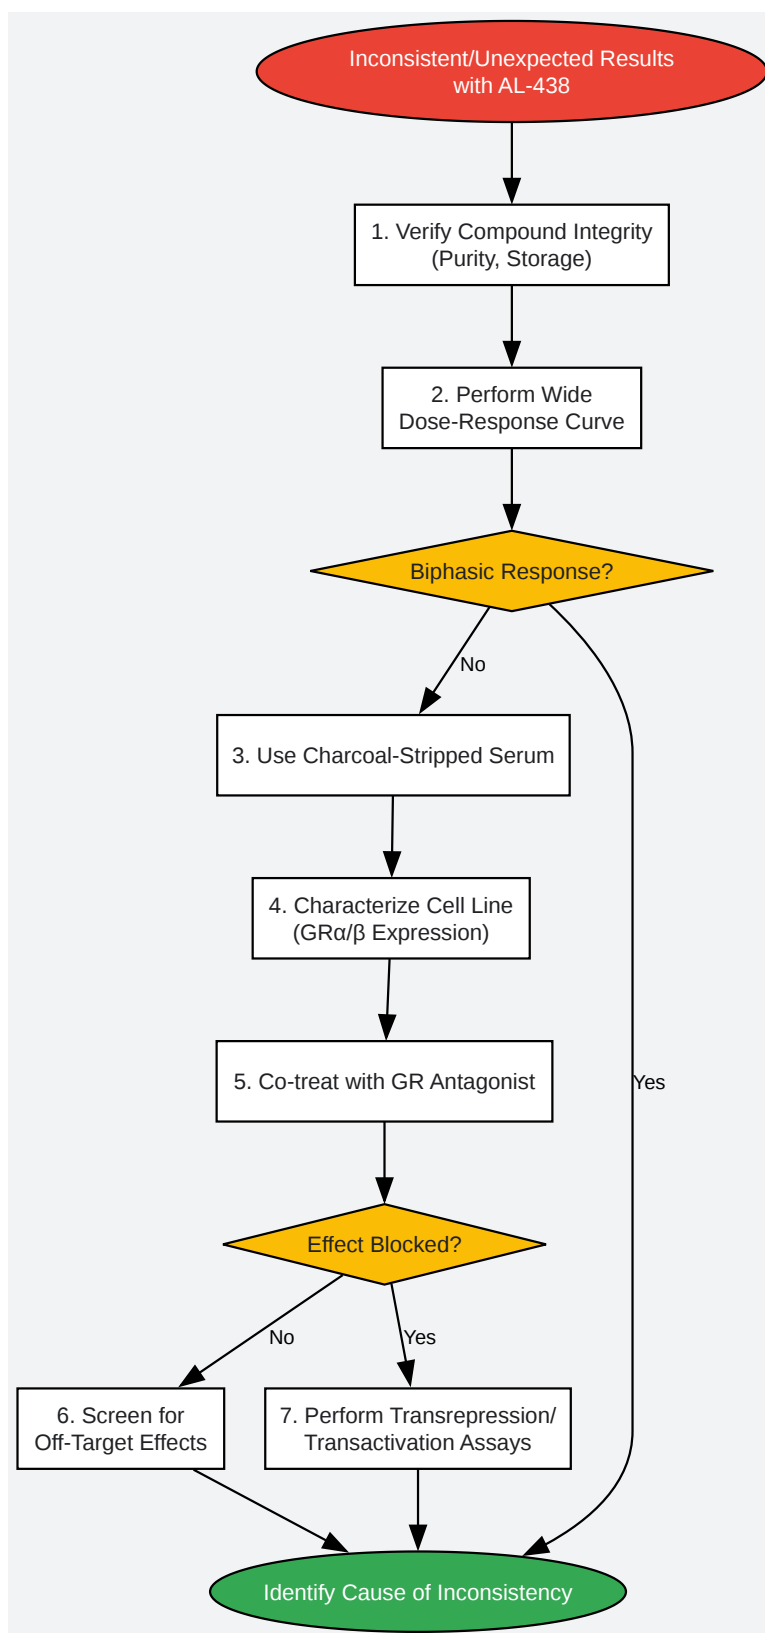 Inconsistent/Unexpected Results
with AL-438
1. Verify Compound Integrity
(Purity, Storage)
2. Perform Wide
Dose-Response Curve
Biphasic Response?
No
3. Use Charcoal-Stripped Serum
4. Characterize Cell Line
(GRα/β Expression)
5. Co-treat with GR Antagonist
Yes
Effect Blocked?
No
Yes
6. Screen for
Off-Target Effects
7. Perform Transrepression/
Transactivation Assays
Identify Cause of Inconsistency